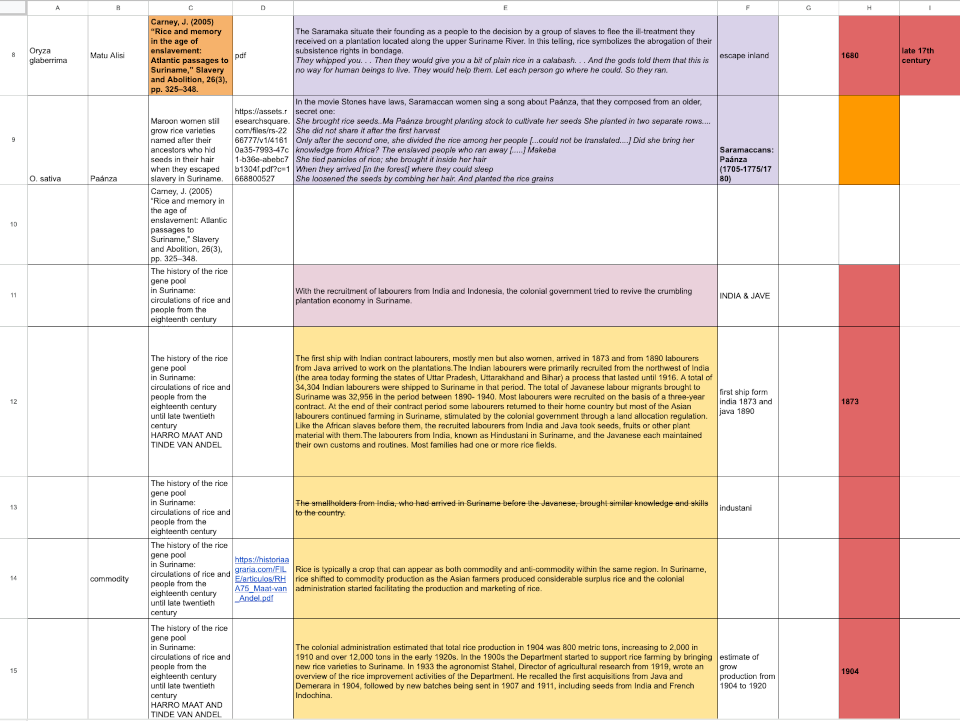 A B C D E F G H I
8
Oryza
glaberrima
Matu Alisi
Carney, J. (2005)
“Rice and memory
in the age of
enslavement:
Atlantic passages to
Suriname,” Slavery
and Abolition, 26(3),
pp. 325–348.
pdf
The Saramaka situate their founding as a people to the decision by a group of slaves to flee the ill-treatment they
received on a plantation located along the upper Suriname River. In this telling, rice symbolizes the abrogation of their
subsistence rights in bondage.
They whipped you. . . Then they would give you a bit of plain rice in a calabash. . . And the gods told them that this is
no way for human beings to live. They would help them. Let each person go where he could. So they ran.
escape inland
1680
late 17th
century
9
O. sativa
Paánza
Maroon women still
grow rice varieties
named after their
ancestors who hid
seeds in their hair
when they escaped
slavery in Suriname.
https://assets.r
esearchsquare.
com/files/rs-22
66777/v1/4161
0a35-7993-47c
1-b36e-abebc7
b1304f.pdf?c=1
668800527
In the movie Stones have laws, Saramaccan women sing a song about Paánza, that they composed from an older,
secret one:
She brought rice seeds..Ma Paánza brought planting stock to cultivate her seeds She planted in two separate rows....
She did not share it after the first harvest
Only after a second one, she divided the rice among her people [...could not be translated....] Did she bring her
knowledge from Africa? The enslaved people who ran away [.....] Makeba
She tied panicles of rice; she brought it inside her hair
When they arrived [in the forest] where they could sleep
She loosened the seeds by combing her hair. And planted the rice grains
Saramaccans:
Paánza
(1705-1775/17
80)
10
Carney, J. (2005)
“Rice and memory in
the age of
enslavement: Atlantic
passages to
Suriname,” Slavery
and Abolition, 26(3),
pp. 325–348.
11
The history of the rice
gene pool
in Suriname:
circulations of rice and
people from the
eighteenth century
With the recruitment of labourers from India and Indonesia, the colonial government tried to revive the crumbling
plantation economy in Suriname.
INDIA & JAVE
12
The history of the rice
gene pool
in Suriname:
circulations of rice and
people from the
eighteenth century
until late twentieth
century
HARRO MAAT AND
TINDE VAN ANDEL
The first ship with Indian contract labourers, mostly men but also women, arrived in 1873 and from 1890 labourers
from Java arrived to work on the plantations.The Indian labourers were primarily recruited from the northwest of India
(the area today forming the states of Uttar Pradesh, Uttarakhand and Bihar) a process that lasted until 1916. A total of
34,304 Indian labourers were shipped to Suriname in that period. The total of Javanese labour migrants brought to
Suriname was 32,956 in the period between 1890- 1940. Most labourers were recruited on the basis of a three-year
contract. At the end of their contract period some labourers returned to their home country but most of the Asian
labourers continued farming in Suriname, stimulated by the colonial government through a land allocation regulation.
Like the African slaves before them, the recruited labourers from India and Java took seeds, fruits or other plant
material with them.The labourers from India, known as Hindustani in Suriname, and the Javanese each maintained
their own customs and routines. Most families had one or more rice fields.
first ship form
india 1873 and
java 1890
1873
13
The history of the rice
gene pool
in Suriname:
circulations of rice and
people from the
eighteenth century
The smallholders from India, who had arrived in Suriname before the Javanese, brought similar knowledge and skills
to the country.
industani
14
commodity
The history of the rice
gene pool
in Suriname:
circulations of rice and
people from the
eighteenth century
until late twentieth
century
https://historiaa
graria.com/FIL
E/articulos/RH
A75_Maat-van
_Andel.pdf
Rice is typically a crop that can appear as both commodity and anti-commodity within the same region. In Suriname,
rice shifted to commodity production as the Asian farmers produced considerable surplus rice and the colonial
administration started facilitating the production and marketing of rice.
15
The history of the rice
gene pool
in Suriname:
circulations of rice and
people from the
eighteenth century
until late twentieth
century
HARRO MAAT AND
TINDE VAN ANDEL
The colonial administration estimated that total rice production in 1904 was 800 metric tons, increasing to 2,000 in
1910 and over 12,000 tons in the early 1920s. In the 1900s the Department started to support rice farming by bringing
new rice varieties to Suriname. In 1933 the agronomist Stahel, Director of agricultural research from 1919, wrote an
overview of the rice improvement activities of the Department. He recalled the first acquisitions from Java and
Demerara in 1904, followed by new batches being sent in 1907 and 1911, including seeds from India and French
Indochina.
estimate of
grow
production from
1904 to 1920
1904